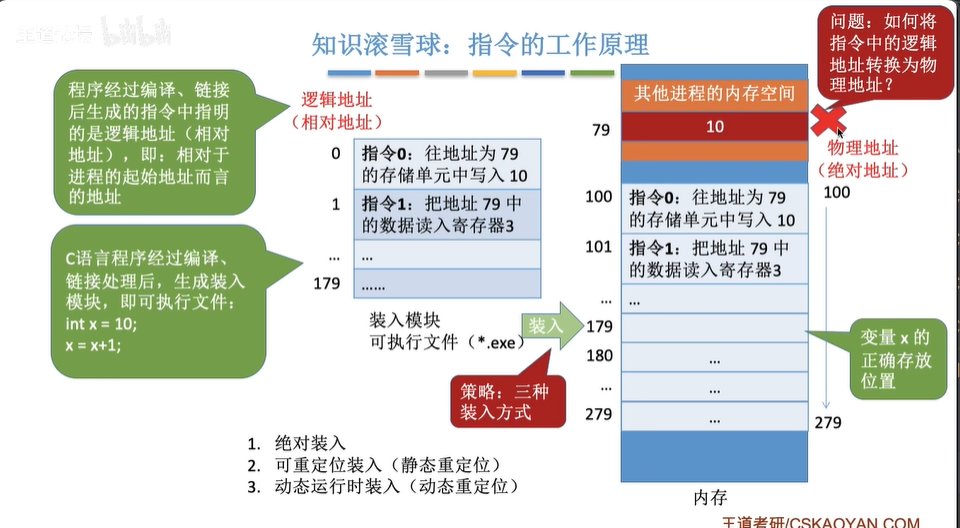 bilibili
知识滚雪球：指令的工作原理
问题：如何将
指令中的逻辑
地址转换为物
理地址？
程序经过编译、链接
后生成的指令中指明
的是逻辑地址（相对
地址），即：相对于
进程的起始地址而言
的地址
C语言程序经过编译、
链接处理后，生成装入
模块，即可执行文件：
int x = 10;
x = x+1;
逻辑地址
（相对地址）
0
指令0：往地址为 79
的存储单元中写入 10
1
指令1：把地址 79 中
的数据读入寄存器3
...
...
179
……
装入模块
可执行文件（*.exe）
装入
策略：三种
装入方式
1. 绝对装入
2. 可重定位装入（静态重定位）
3. 动态运行时装入（动态重定位）
其他进程的内存空间
79
10
物理地址
（绝对地址）
100
指令0：往地址为 79
的存储单元中写入 10
101
指令1：把地址 79 中
的数据读入寄存器3
...
...
179
180
...
...
...
279
...
内存
100
279
变量 x 的
正确存放
位置
王道考研/CSKAOYAN.COM